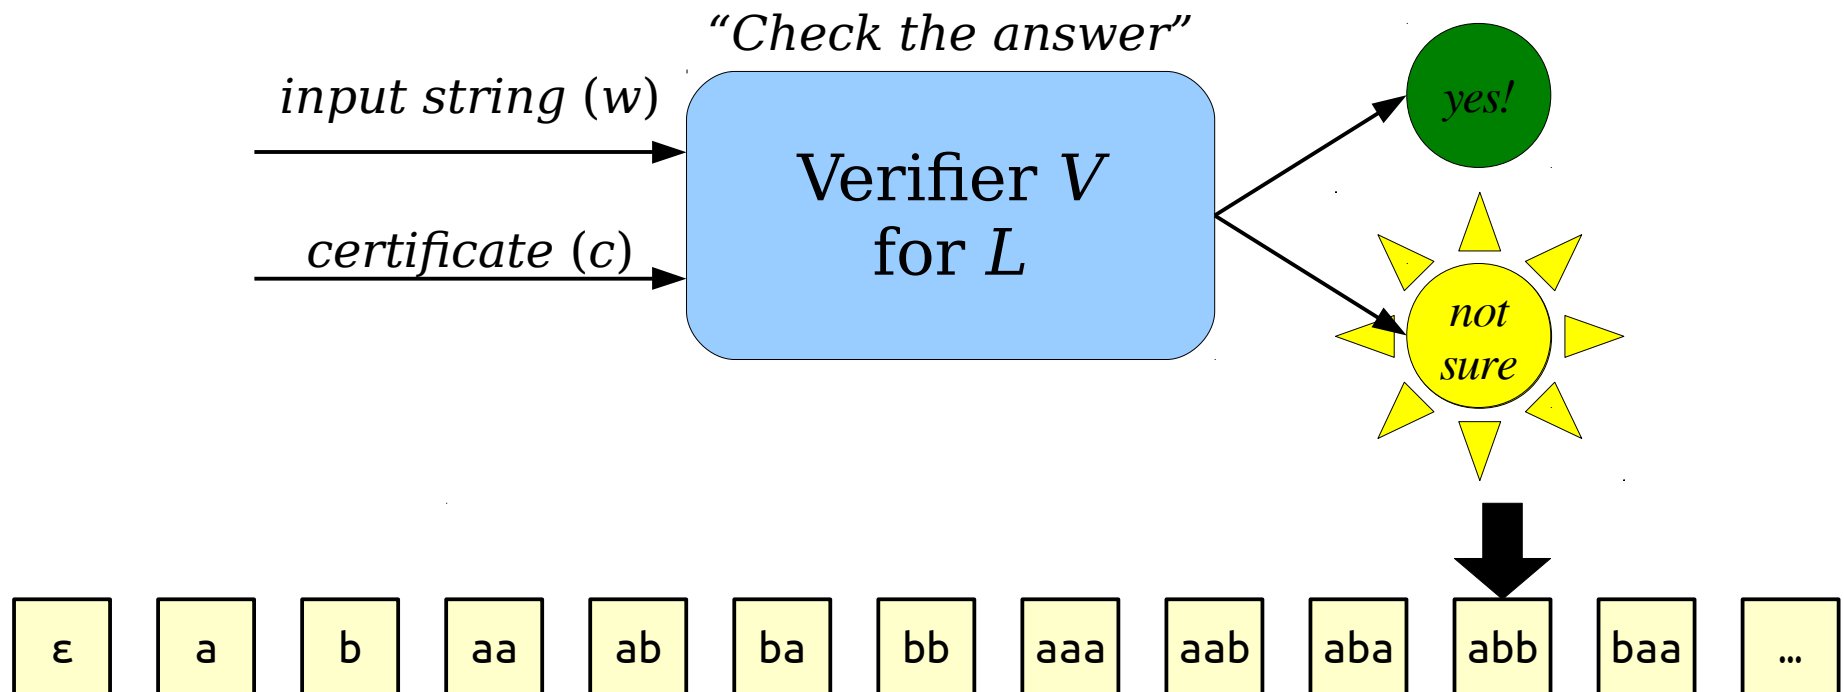 “Check the answer”
input string (w)
certificate (c)
Verifier V
for L
yes!
not
sure
ε a b aa ab ba bb aaa aab aba abb baa …